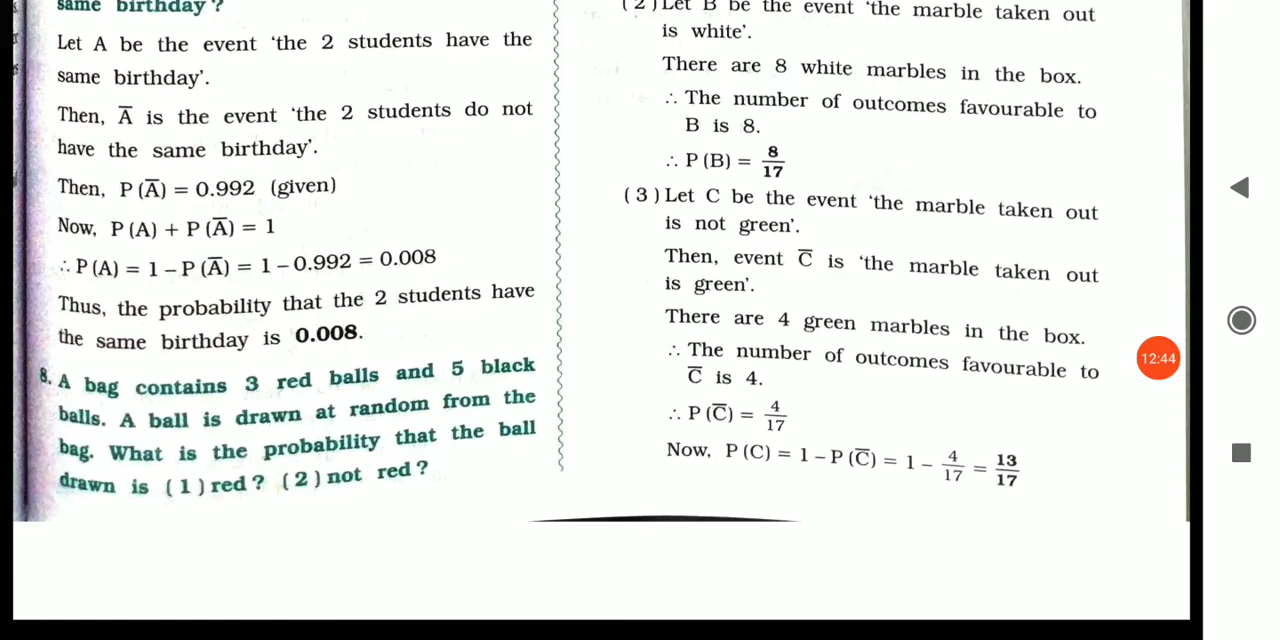 same birthday?
Let A be the event ‘the 2 students have the
same birthday’.
Then, A̅ is the event ‘the 2 students do not
have the same birthday’.
Then, P(A̅) = 0.992 (given)
Now, P(A) + P(A̅) = 1
∴ P(A) = 1 – P(A̅) = 1 – 0.992 = 0.008
Thus, the probability that the 2 students have
the same birthday is 0.008.
8. A bag contains 3 red balls and 5 black
balls. A ball is drawn at random from the
bag. What is the probability that the ball
drawn is (1) red? (2) not red?
(2) Let B be the event ‘the marble taken out
is white’.
There are 8 white marbles in the box.
∴ The number of outcomes favourable to
B is 8.
∴ P(B) = 8/17
(3) Let C be the event ‘the marble taken out
is not green’.
Then, event C̅ is ‘the marble taken out
is green’.
There are 4 green marbles in the box.
∴ The number of outcomes favourable to
C̅ is 4.
∴ P(C̅) = 4/17
Now, P(C) = 1 – P(C̅) = 1 – 4/17 = 13/17
12:44